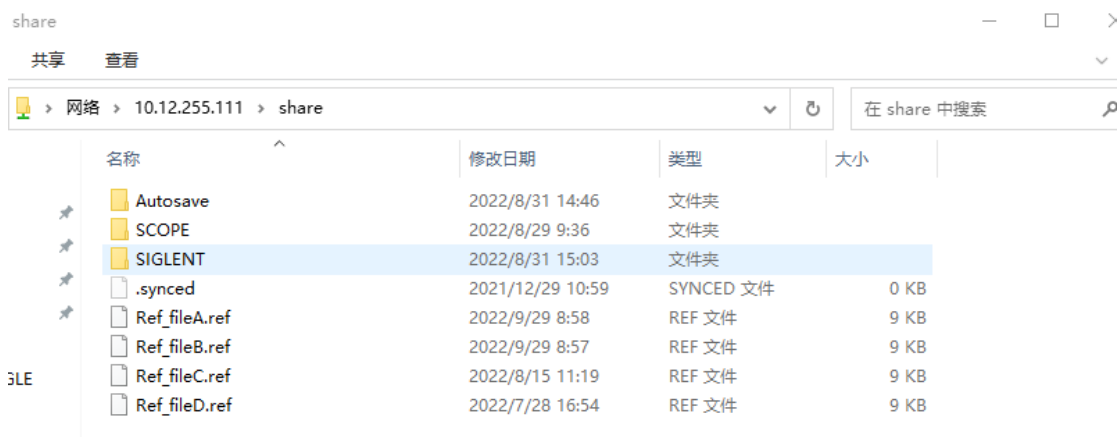 share
共享 查看
网络 10.12.255.111 share 在 share 中搜索
名称 修改日期 类型 大小
Autosave 2022/8/31 14:46 文件夹
SCOPE 2022/8/29 9:36 文件夹
SIGLENT 2022/8/31 15:03 文件夹
.synced 2021/12/29 10:59 SYNCED 文件 0 KB
Ref_fileA.ref 2022/9/29 8:58 REF 文件 9 KB
Ref_fileB.ref 2022/9/29 8:57 REF 文件 9 KB
GLE Ref_fileC.ref 2022/8/15 11:19 REF 文件 9 KB
Ref_fileD.ref 2022/7/28 16:54 REF 文件 9 KB